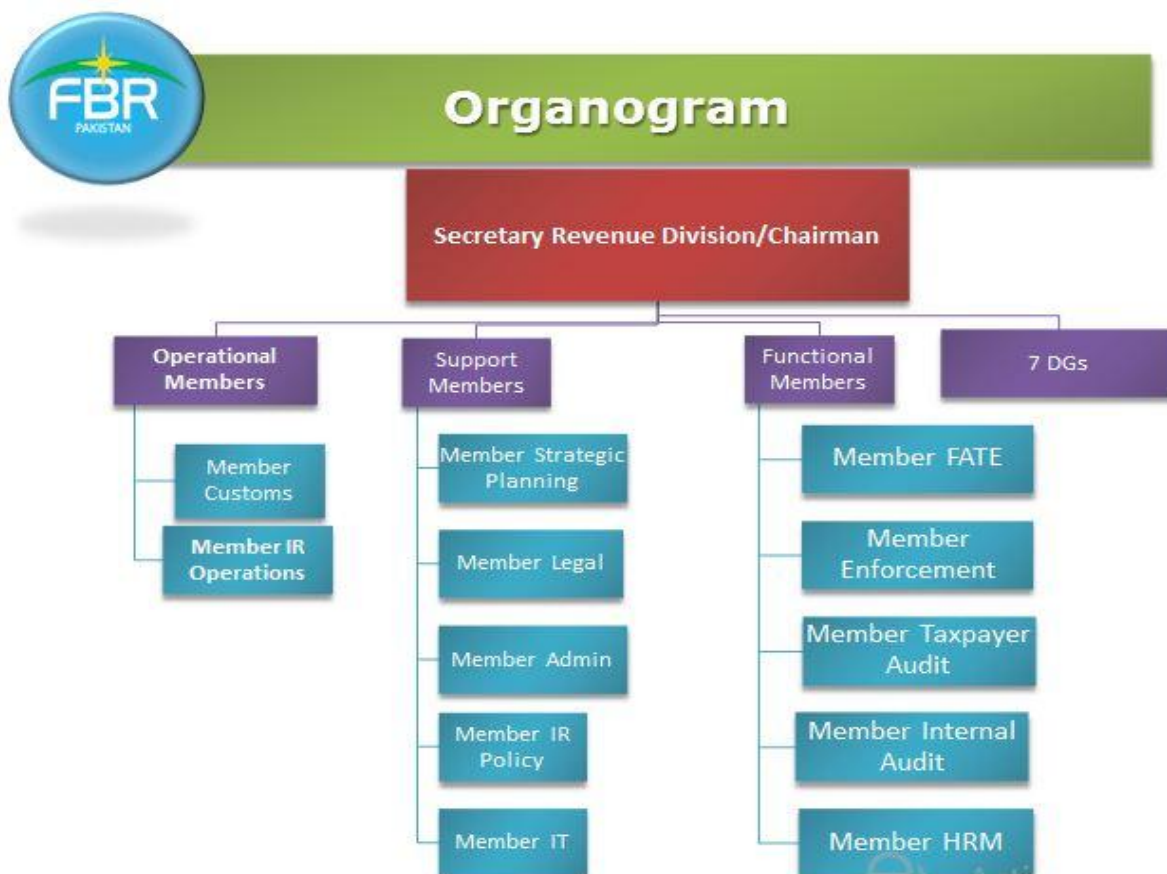 FBR
PAKISTAN
Organogram
Secretary Revenue Division/Chairman
Operational
Members
Member
Customs
Member IR
Operations
Support
Members
Member Strategic
Planning
Member Legal
Member Admin
Member IR
Policy
Member IT
Functional
Members
Member FATE
Member
Enforcement
Member Taxpayer
Audit
Member Internal
Audit
Member HRM
7 DGs